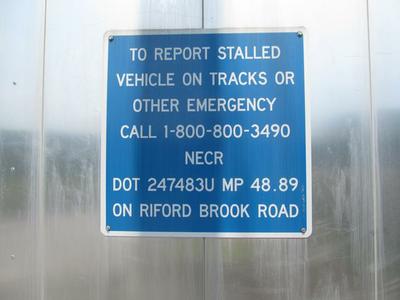 TO REPORT STALLED
VEHICLE ON TRACKS OR
OTHER EMERGENCY
CALL 1-800-800-3490
NECR
DOT 247483U MP 48.89
ON RIFORD BROOK ROAD